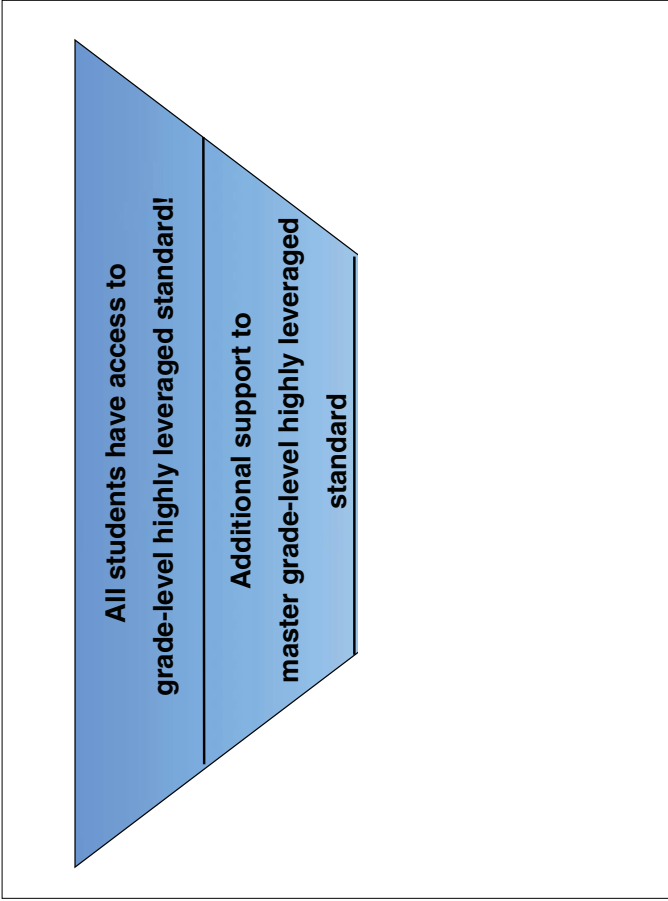 All students have access to
grade-level highly leveraged standard!
Additional support to
master grade-level highly leveraged
standard